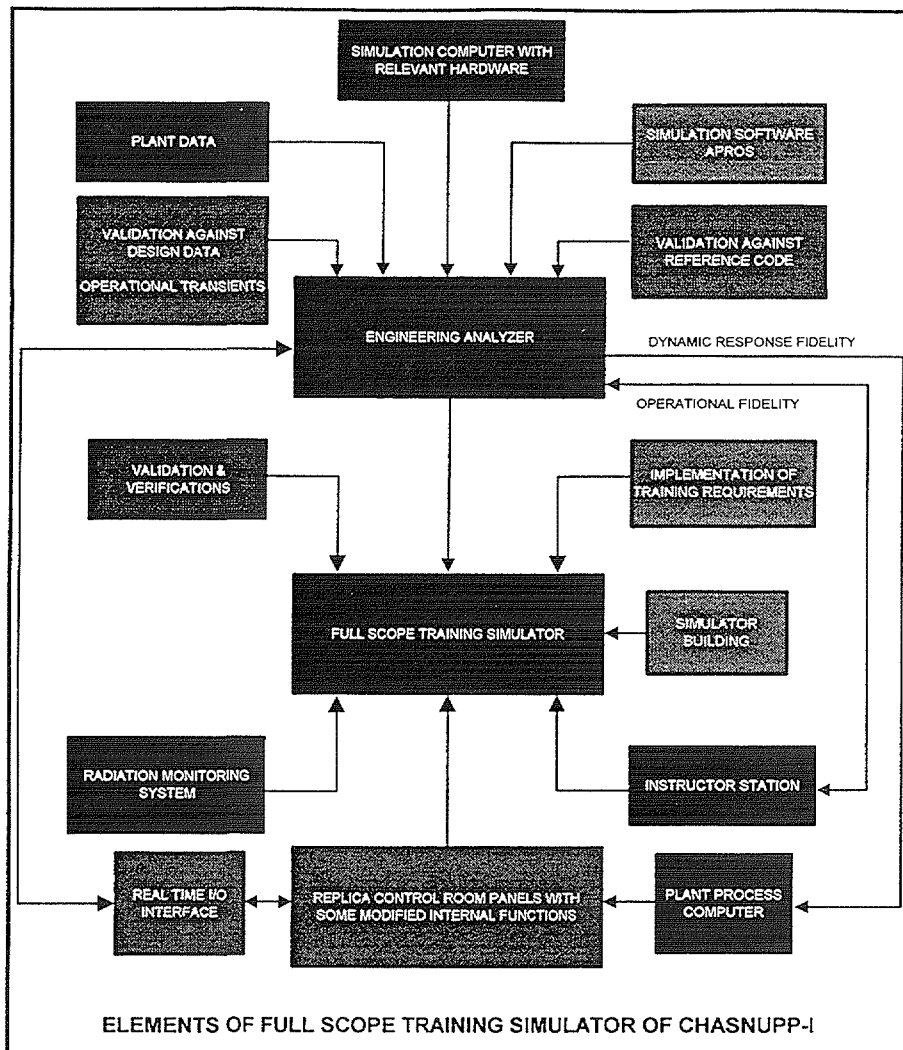 SIMULATION COMPUTER WITH
RELEVANT HARDWARE
PLANT DATA
SIMULATION SOFTWARE
APROS
VALIDATION AGAINST
DESIGN DATA
OPERATIONAL TRANSIENTS
VALIDATION AGAINST
REFERENCE CODE
ENGINEERING ANALYZER
DYNAMIC RESPONSE FIDELITY
OPERATIONAL FIDELITY
VALIDATION &
VERIFICATIONS
IMPLEMENTATION OF
TRAINING REQUIREMENTS
FULL SCOPE TRAINING SIMULATOR
SIMULATOR
BUILDING
RADIATION MONITORING
SYSTEM
INSTRUCTOR STATION
REAL TIME I/O
INTERFACE
REPLICA CONTROL ROOM PANELS WITH
SOME MODIFIED INTERNAL FUNCTIONS
PLANT PROCESS
COMPUTER
ELEMENTS OF FULL SCOPE TRAINING SIMULATOR OF CHASNUPP-I